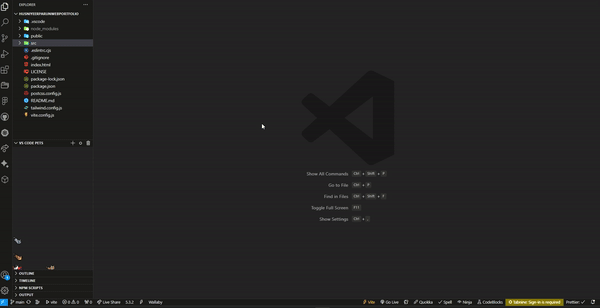 EXPLORER
.vscode
node_modules
public
src
.eslintrc.cjs
.gitignore
index.html
LICENSE
package-lock.json
package.json
postcss.config.js
README.md
tailwind.config.js
vite.config.js
VS CODE PETS
Show All Commands Ctrl + Shift + P
Go to File Ctrl + P
Find in Files Ctrl + Shift + F
Toggle Full Screen F11
Show Settings Ctrl + ,
OUTLINE
TIMELINE
NPM SCRIPTS
OUTPUT
main vite 0 0 0 Live Share 3.3.2 Wallaby Vite Go Live Quokka Spell Ninja CodeBlocks Tabnine: Sign-in is required Prettier